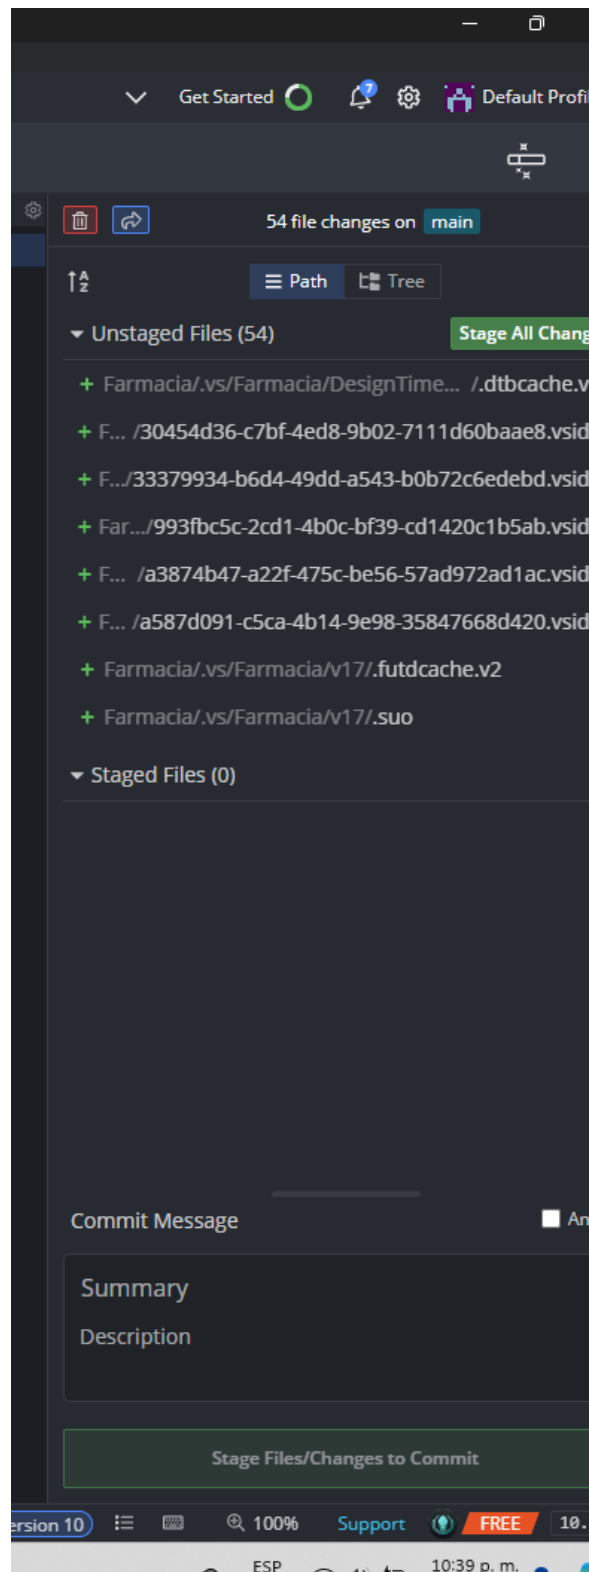 Get Started
7
Default Profi
54 file changes on main
A
Z
Path
Tree
Unstaged Files (54)
Stage All Chang
+ Farmacia/.vs/Farmacia/DesignTime... /.dtbcache.v
+ F... /30454d36-c7bf-4ed8-9b02-7111d60baae8.vsid
+ F.../33379934-b6d4-49dd-a543-b0b72c6edebd.vsid
+ Far.../993fbc5c-2cd1-4b0c-bf39-cd1420c1b5ab.vsid
+ F... /a3874b47-a22f-475c-be56-57ad972ad1ac.vsid
+ F... /a587d091-c5ca-4b14-9e98-35847668d420.vsid
+ Farmacia/.vs/Farmacia/v17/.futdcache.v2
+ Farmacia/.vs/Farmacia/v17/.suo
Staged Files (0)
Commit Message
Am
Summary
Description
Stage Files/Changes to Commit
ersion 10
100%
Support
FREE
10.
ESP
10:39 p. m.